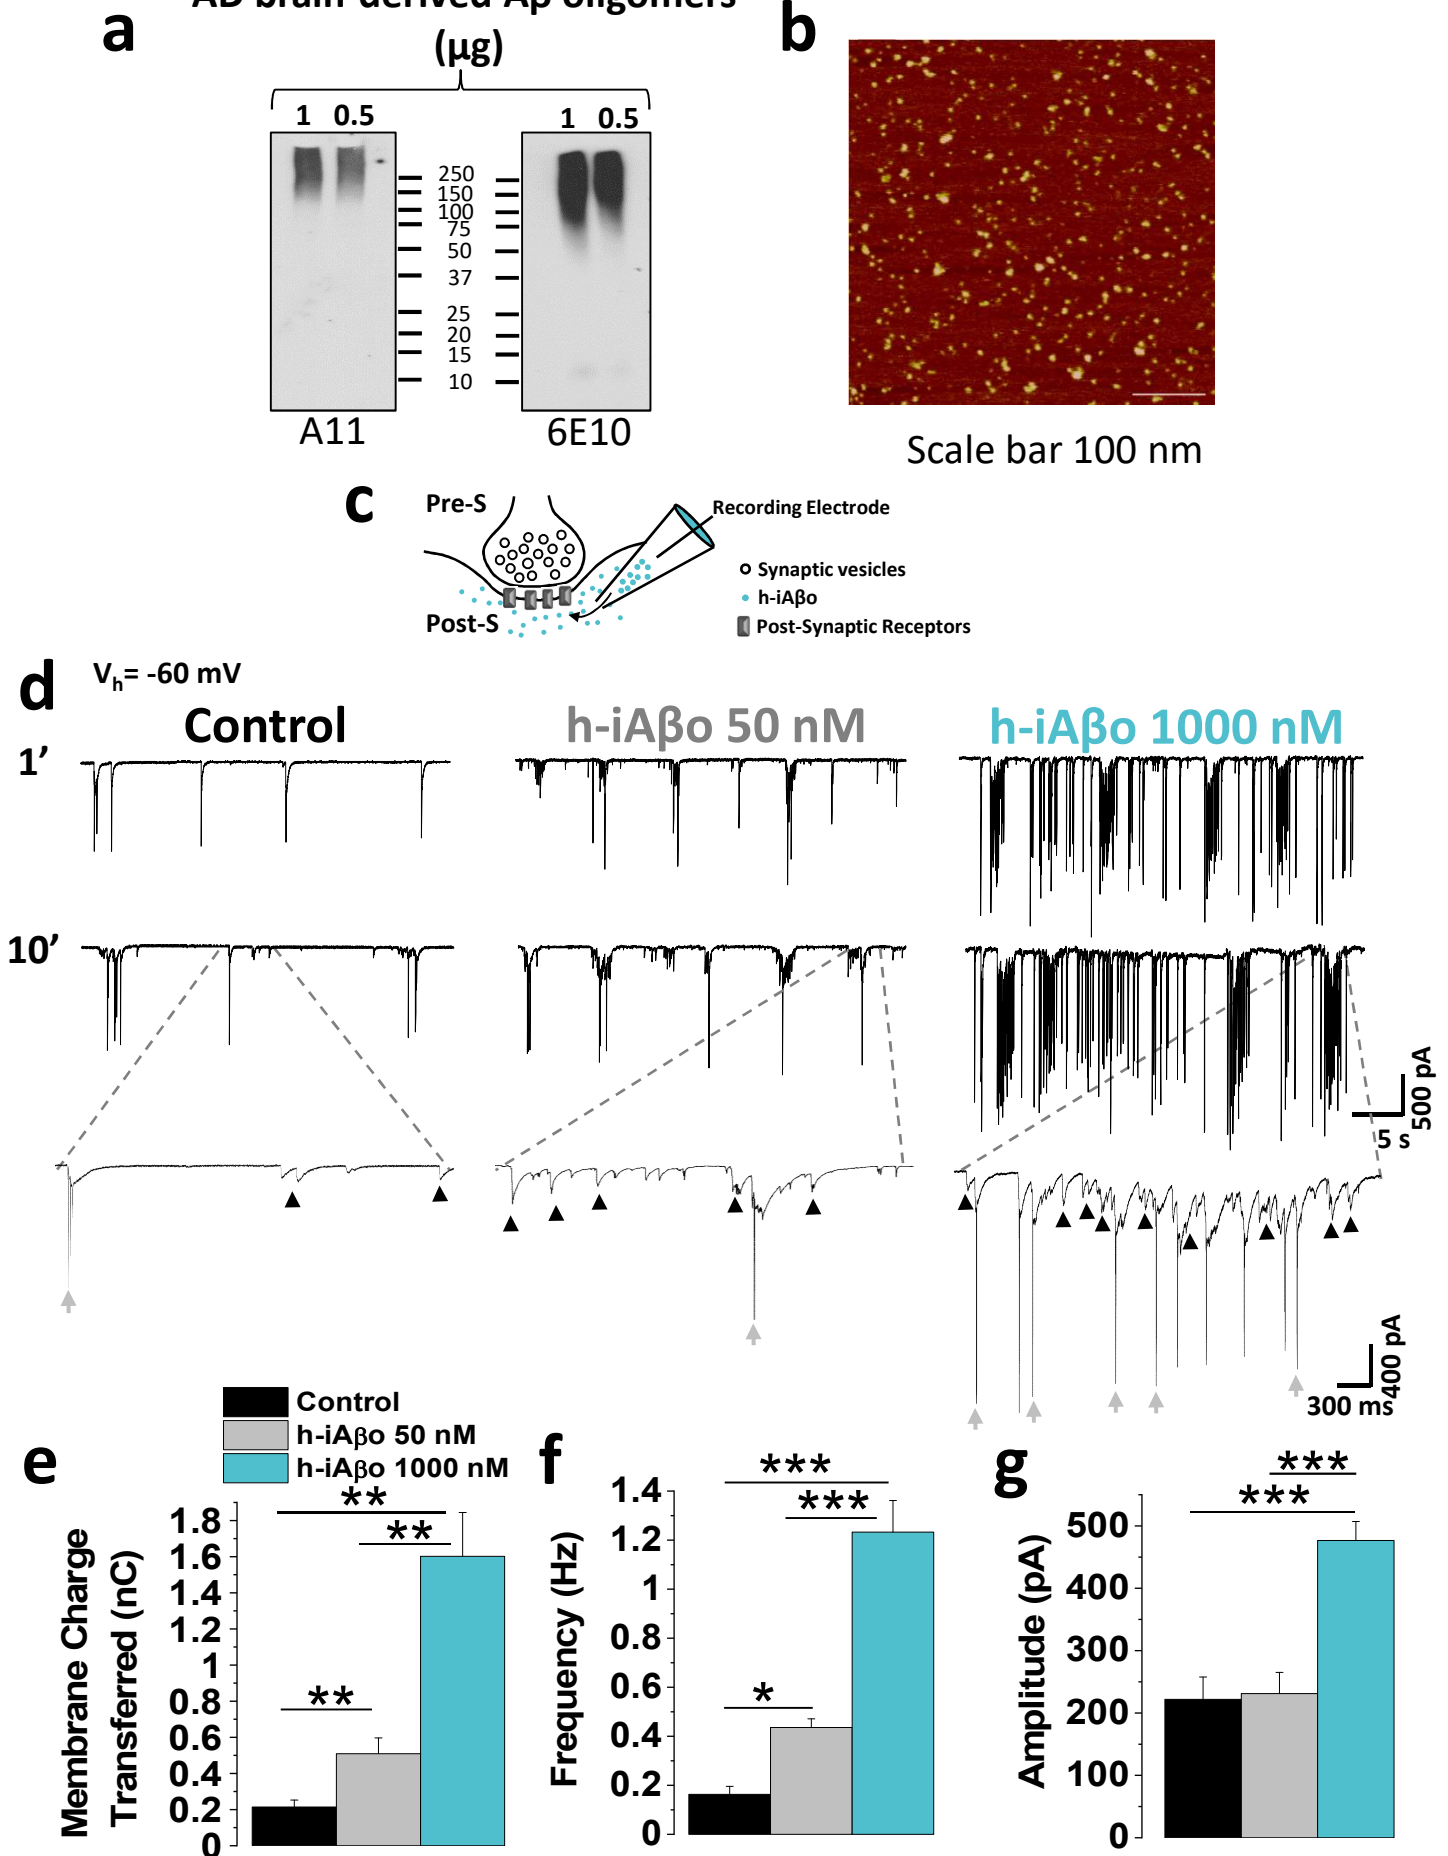 AD brain-derived Aβ oligomers
(µg)
a
b
1 0.5
1 0.5
250
150
100
75
50
37
25
20
15
10
A11
6E10
Scale bar 100 nm
c
Pre-S
Recording Electrode
Synaptic vesicles
h-iAβo
Post-S
Post-Synaptic Receptors
d
Vh= -60 mV
Control
h-iAβo 50 nM
h-iAβo 1000 nM
1’
10’
500 pA
5 s
400 pA
300 ms
Control
h-iAβo 50 nM
h-iAβo 1000 nM
e
f
g
Membrane Charge
Transferred (nC)
1.8
1.6
1.4
1.2
1
0.8
0.6
0.4
0.2
0
**
**
**
Frequency (Hz)
1.4
1.2
1
0.8
0.6
0.4
0.2
0
***
***
*
Amplitude (pA)
500
400
300
200
100
0
***
***